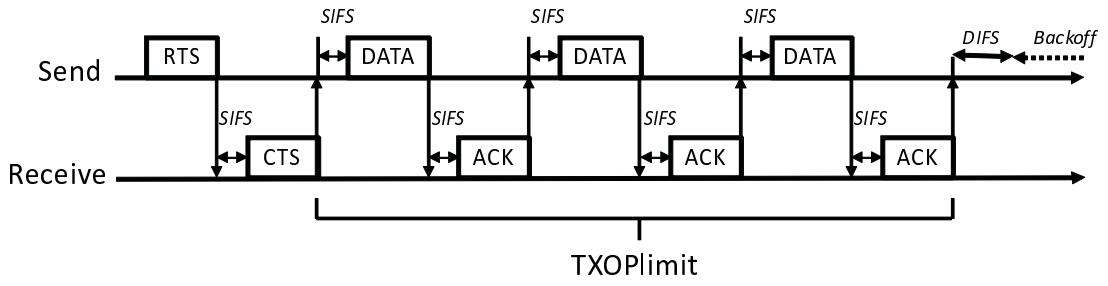 SIFS SIFS SIFS
RTS DATA DATA DATA DIFS Backoff
Send
SIFS SIFS SIFS SIFS
CTS ACK ACK ACK
Receive
TXOPlimit